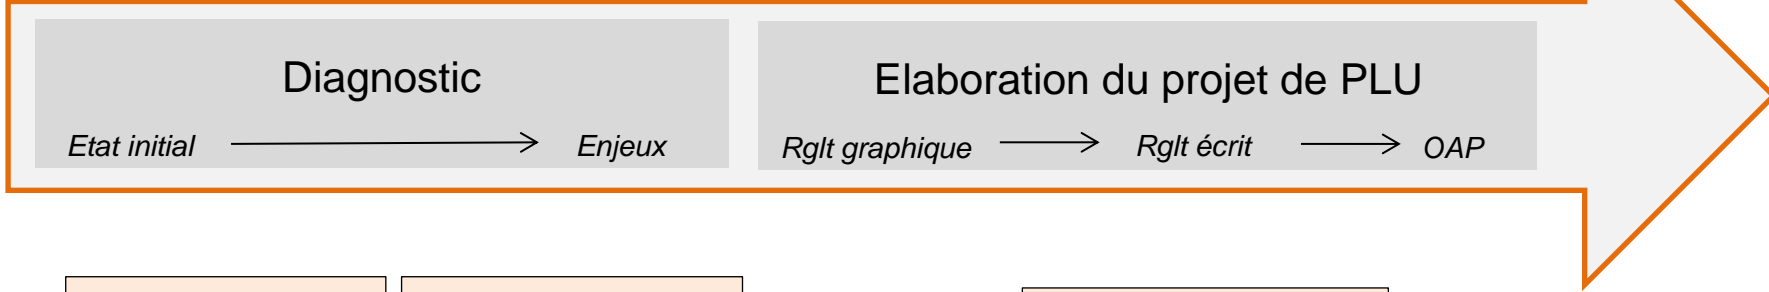 Diagnostic
Etat initial Enjeux
Elaboration du projet de PLU
Rglt graphique Rglt écrit OAP